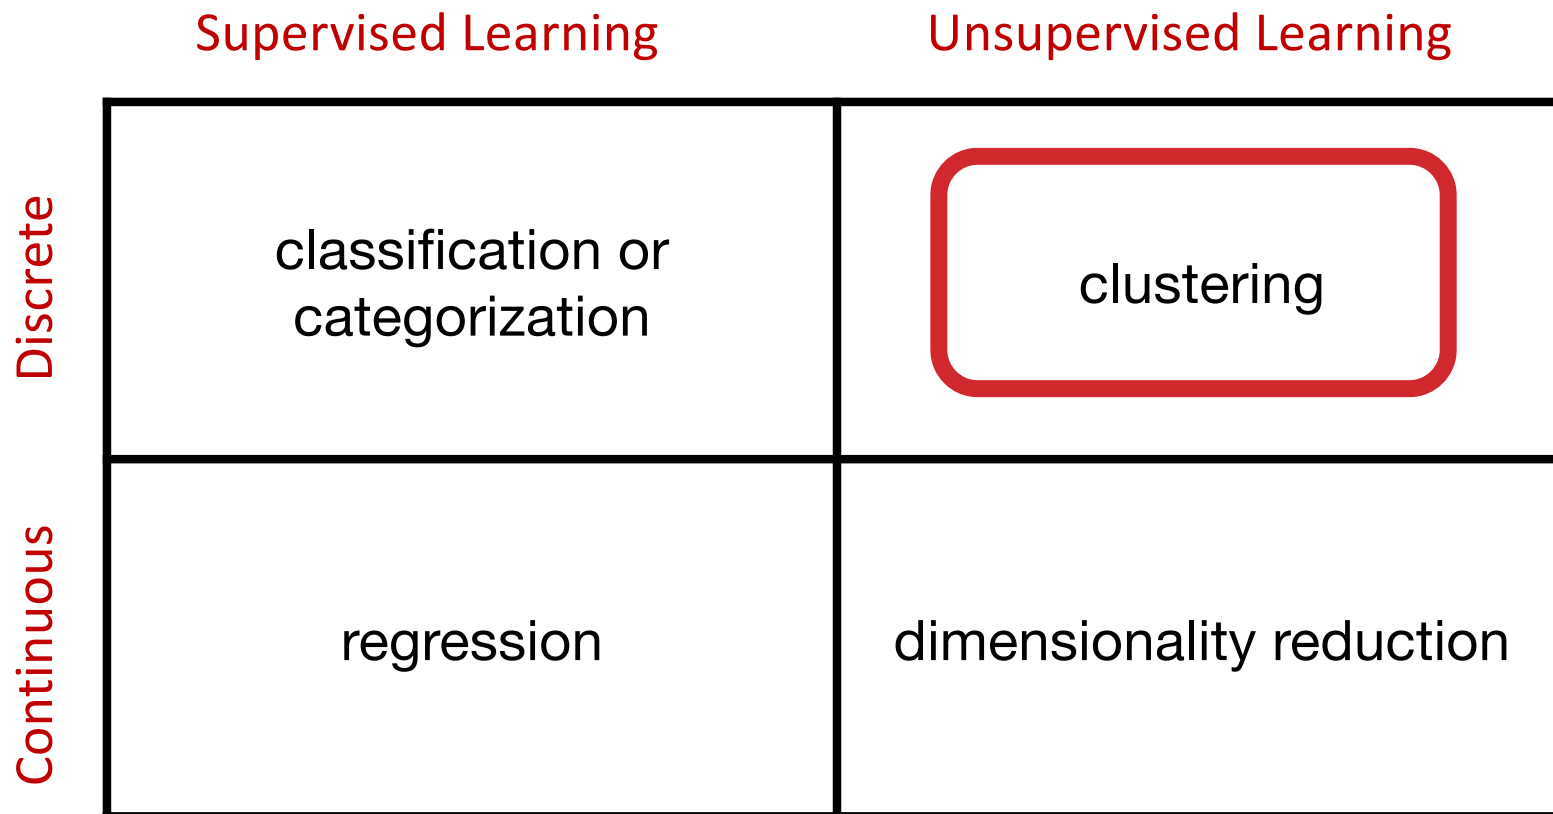 Supervised Learning
Unsupervised Learning
Discrete
classification or
categorization
clustering
Continuous
regression
dimensionality reduction